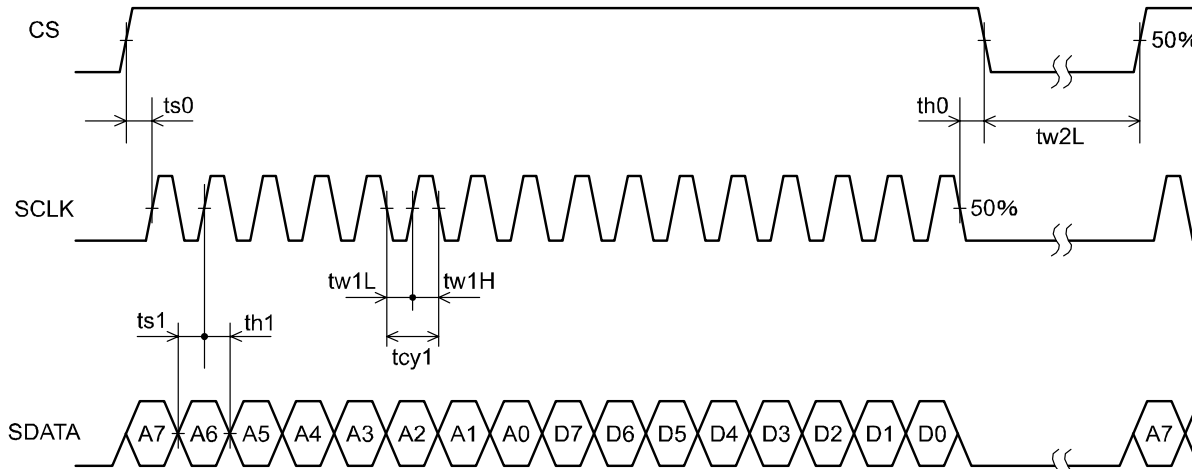 CS
50%
ts0
th0
tw2L
SCLK
50%
tw1L
tw1H
ts1
th1
tcy1
SDATA
A7 A6 A5 A4 A3 A2 A1 A0 D7 D6 D5 D4 D3 D2 D1 D0 A7